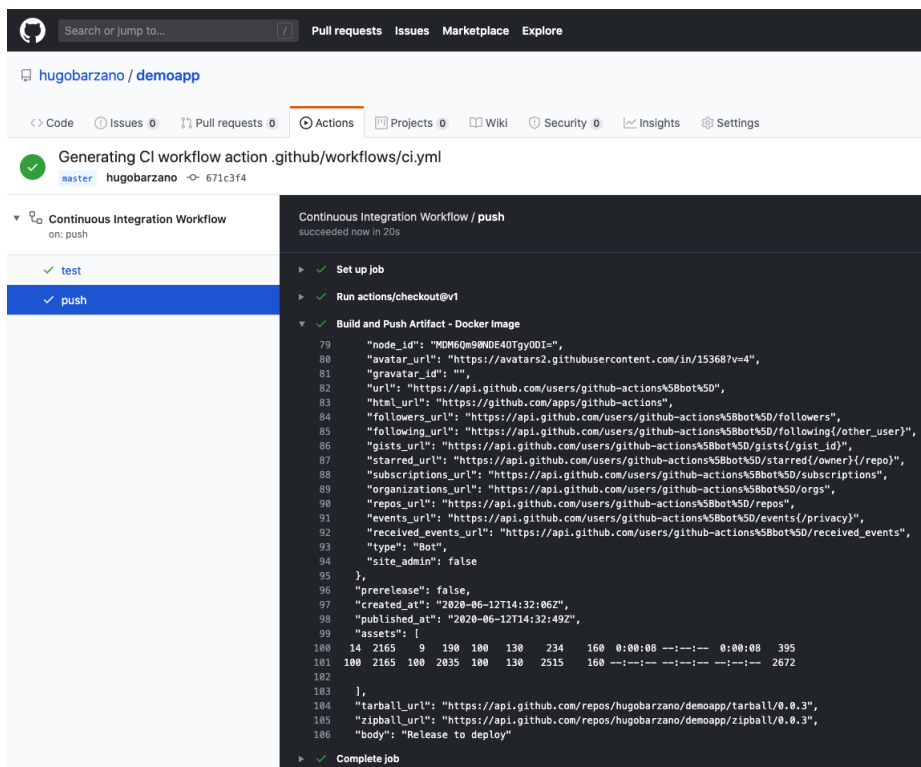 Search or jump to... / Pull requests Issues Marketplace Explore
hugobarzano / demoapp
<> Code Issues 0 Pull requests 0 Actions Projects 0 Wiki Security 0 Insights Settings
Generating CI workflow action .github/workflows/ci.yml
master hugobarzano 671c3f4
Continuous Integration Workflow
on: push
test
push
Continuous Integration Workflow / push
succeeded now in 20s
Set up job
Run actions/checkout@v1
Build and Push Artifact - Docker Image
79 "node_id": "MDM6Qm90NDE4OTgyODI=",
80 "avatar_url": "https://avatars2.githubusercontent.com/in/15368?v=4",
81 "gravatar_id": "",
82 "url": "https://api.github.com/users/github-actions%5Bbot%5D",
83 "html_url": "https://github.com/apps/github-actions",
84 "followers_url": "https://api.github.com/users/github-actions%5Bbot%5D/followers",
85 "following_url": "https://api.github.com/users/github-actions%5Bbot%5D/following{/other_user}",
86 "gists_url": "https://api.github.com/users/github-actions%5Bbot%5D/gists{/gist_id}",
87 "starred_url": "https://api.github.com/users/github-actions%5Bbot%5D/starred{/owner}{/repo}",
88 "subscriptions_url": "https://api.github.com/users/github-actions%5Bbot%5D/subscriptions",
89 "organizations_url": "https://api.github.com/users/github-actions%5Bbot%5D/orgs",
90 "repos_url": "https://api.github.com/users/github-actions%5Bbot%5D/repos",
91 "events_url": "https://api.github.com/users/github-actions%5Bbot%5D/events{/privacy}",
92 "received_events_url": "https://api.github.com/users/github-actions%5Bbot%5D/received_events",
93 "type": "Bot",
94 "site_admin": false
95 },
96 "prerelease": false,
97 "created_at": "2020-06-12T14:32:06Z",
98 "published_at": "2020-06-12T14:32:49Z",
99 "assets": [
100 14 2165 9 190 100 130 234 160 0:00:08 --:--:-- 0:00:08 395
101 100 2165 100 2035 100 130 2515 160 --:--:-- --:--:-- --:--:-- 2672
102
103 ],
104 "tarball_url": "https://api.github.com/repos/hugobarzano/demoapp/tarball/0.0.3",
105 "zipball_url": "https://api.github.com/repos/hugobarzano/demoapp/zipball/0.0.3",
106 "body": "Release to deploy"
Complete job